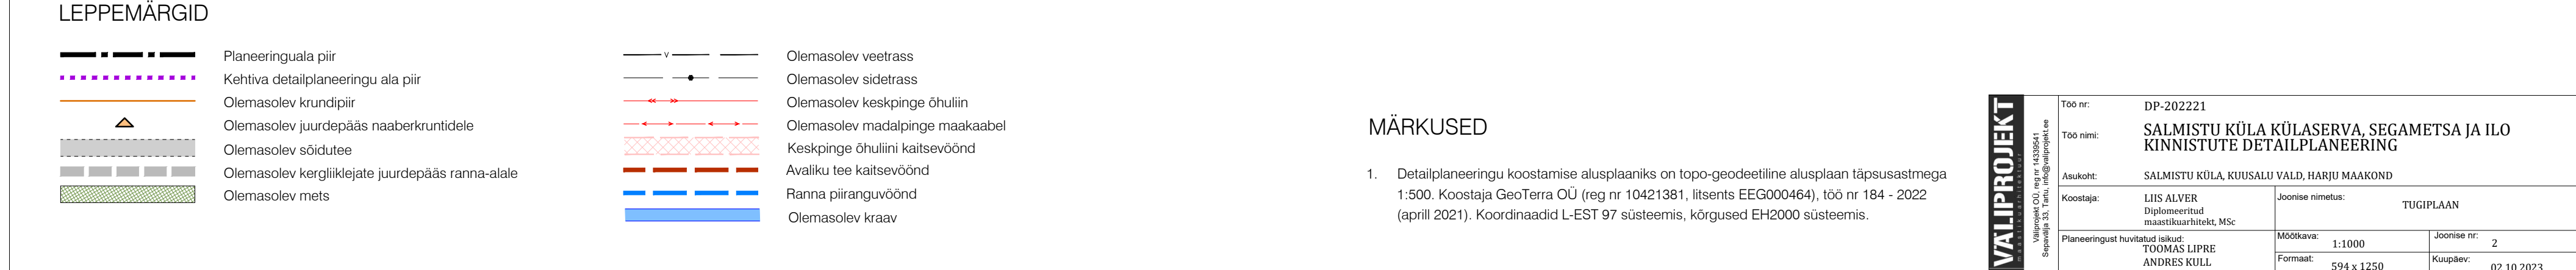 LEPPEMÄRGID
Planeeringuala piir
Kehtiva detailplaneeringu ala piir
Olemasolev krundipiir
Olemasolev juurdepääs naaberkruntidele
Olemasolev sõidutee
Olemasolev kergliiklejate juurdepääs ranna-alale
Olemasolev mets
V
Olemasolev veetrass
Olemasolev sidetrass
Olemasolev keskpinge õhuliin
Olemasolev madalpinge maakaabel
Keskpinge õhuliini kaitsevöönd
Avaliku tee kaitsevöönd
Ranna piiranguvöönd
Olemasolev kraav
MÄRKUSED
1. Detailplaneeringu koostamise alusplaaniks on topo-geodeetiline alusplaan täpsusastmega
1:500. Koostaja GeoTerra OÜ (reg nr 10421381, litsents EEG000464), töö nr 184 - 2022
(aprill 2021). Koordinaadid L-EST 97 süsteemis, kõrgused EH2000 süsteemis.
VÄLIPROJEKT
maastikuarhitektuur
Väliprojekt OÜ, reg nr 14339541
Sepavälja 33, Tartu, info@valiprojekt.ee
Töö nr: DP-202221
Töö nimi: SALMISTU KÜLA KÜLASERVA, SEGAMETSA JA ILO
KINNISTUTE DETAILPLANEERING
Asukoht: SALMISTU KÜLA, KUUSALU VALD, HARJU MAAKOND
Koostaja: LIIS ALVER
Diplomeeritud
maastikuarhitekt, MSc
Joonise nimetus: TUGIPLAAN
Planeeringust huvitatud isikud:
TOOMAS LIPRE
ANDRES KULL
Mõõtkava: 1:1000
Joonise nr: 2
Formaat: 594 x 1250
Kuupäev: 02.10.2023